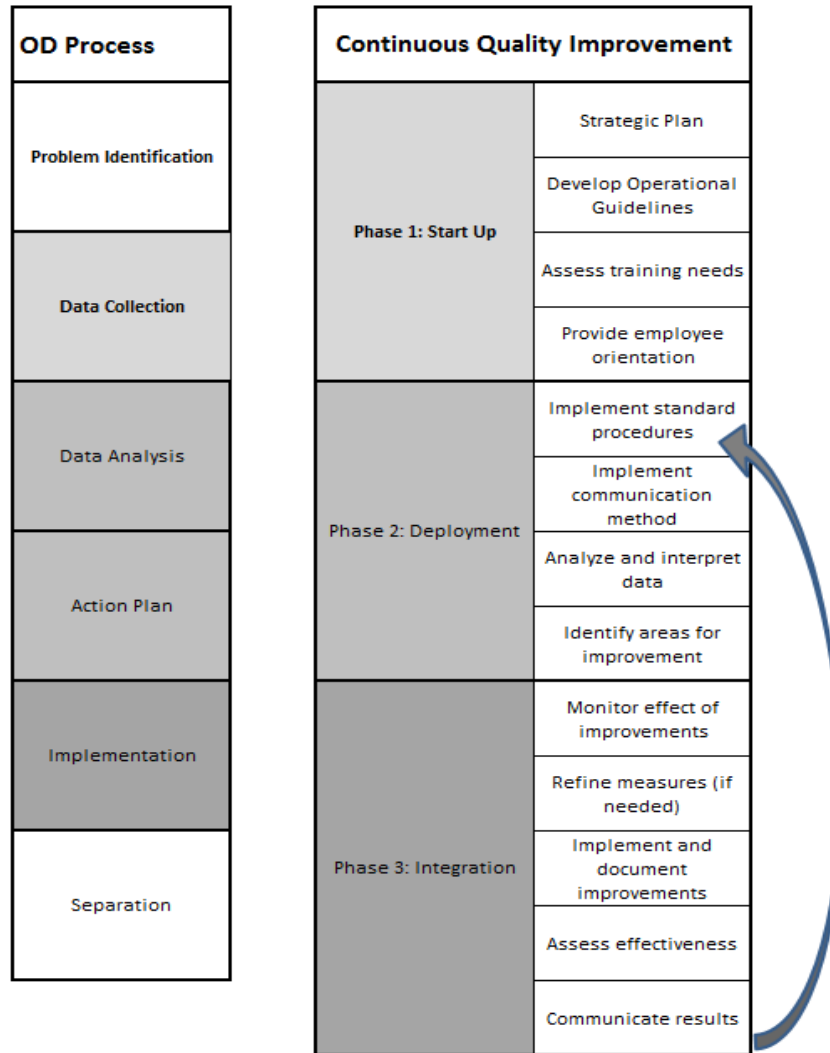 OD Process
Problem Identification
Data Collection
Data Analysis
Action Plan
Implementation
Separation
Continuous Quality Improvement
Phase 1: Start Up
Strategic Plan
Develop Operational
Guidelines
Assess training needs
Provide employee
orientation
Phase 2: Deployment
Implement standard
procedures
Implement
communication
method
Analyze and interpret
data
Identify areas for
improvement
Phase 3: Integration
Monitor effect of
improvements
Refine measures (if
needed)
Implement and
document
improvements
Assess effectiveness
Communicate results